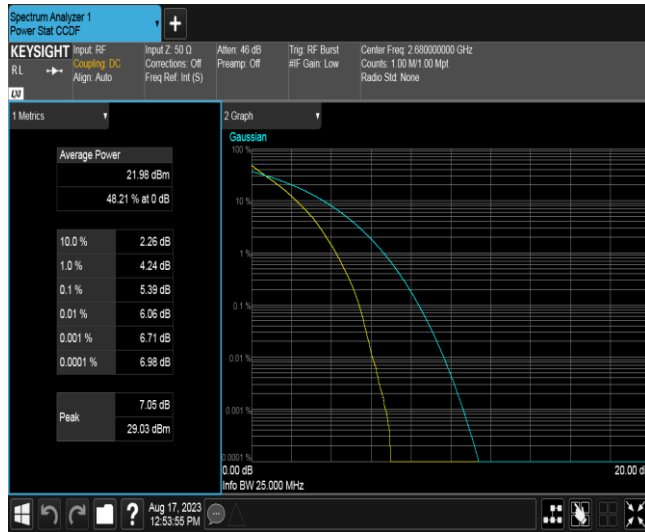 Spectrum Analyzer 1
Power Stat CCDF
+
KEYSIGHT
RL
LXI
Input: RF
Coupling: DC
Align: Auto
Input Z: 50 Ω
Corrections: Off
Freq Ref: Int (S)
Atten: 46 dB
Preamp: Off
Trig: RF Burst
#IF Gain: Low
Center Freq: 2.680000000 GHz
Counts: 1.00 M/1.00 Mpt
Radio Std: None
1 Metrics
Average Power
21.98 dBm
48.21 % at 0 dB
10.0 % 2.26 dB
1.0 % 4.24 dB
0.1 % 5.39 dB
0.01 % 6.06 dB
0.001 % 6.71 dB
0.0001 % 6.98 dB
Peak
7.05 dB
29.03 dBm
2 Graph
Gaussian
100 %
10 %
1 %
0.1 %
0.01 %
0.001 %
0.0001 %
0.00 dB
20.00 d
Info BW 25.000 MHz
?
Aug 17, 2023
12:53:55 PM